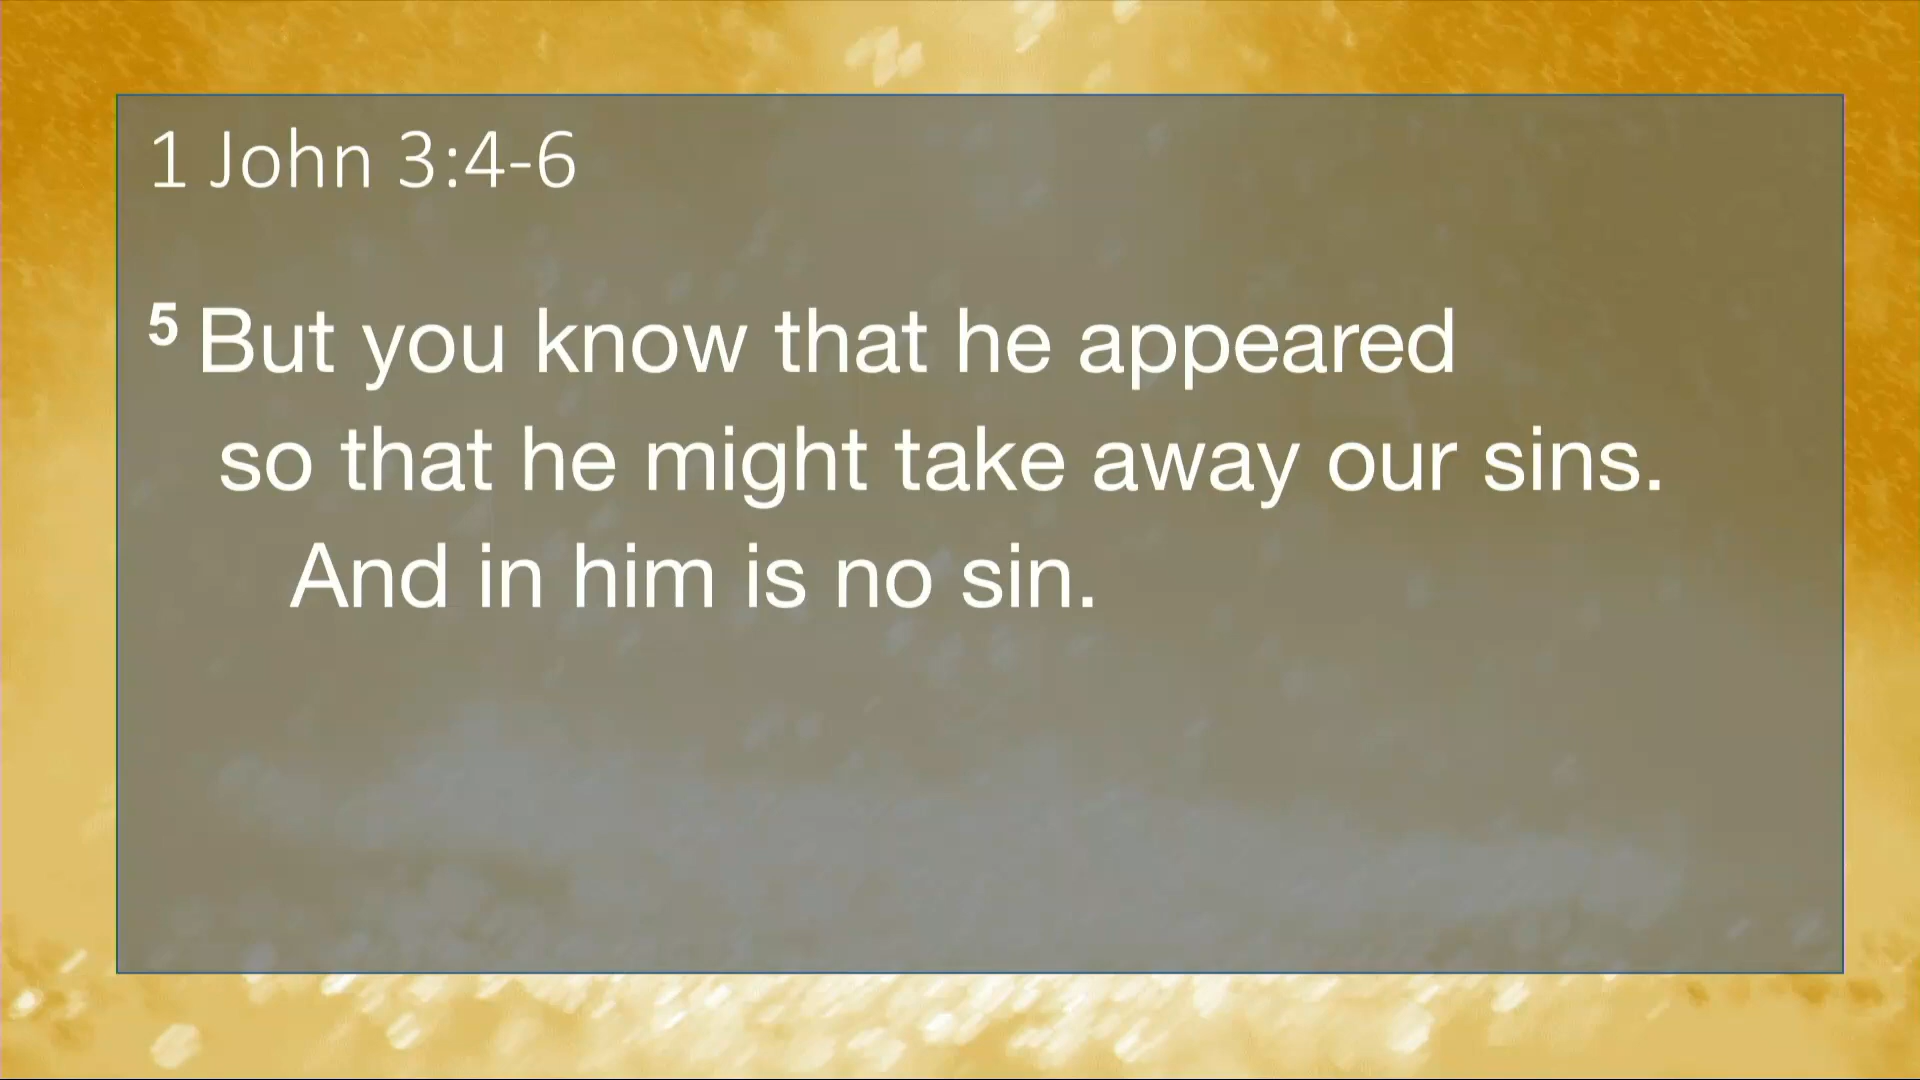 1 John 3:4-6
5 But you know that he appeared
so that he might take away our sins.
And in him is no sin.